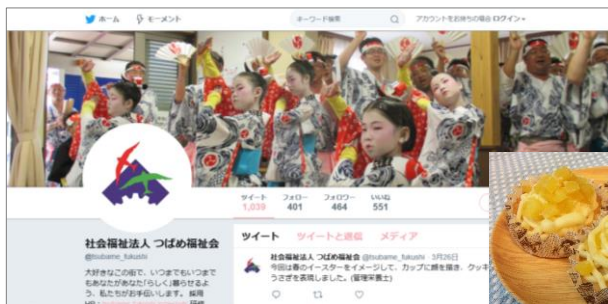 ホーム モーメント キーワード検索 アカウントをお持ちの場合 ログイン
ツイート フォロー フォロワー いいね
1,039 401 464 551
社会福祉法人 つばめ福祉会
@tsubame_fukushi
大好きなこの街で、いつまでもいつまで
もあなたがあなた「らしく」暮らせるよ
う、私たちがお手伝いします。 採用
ツイート ツイートと返信 メディア
社会福祉法人 つばめ福祉会 @tsubame_fukushi 3月26日
今回は春のイースターをイメージして、カップに顔を描き、クッキ
うさぎを表現しました。(管理栄養士)